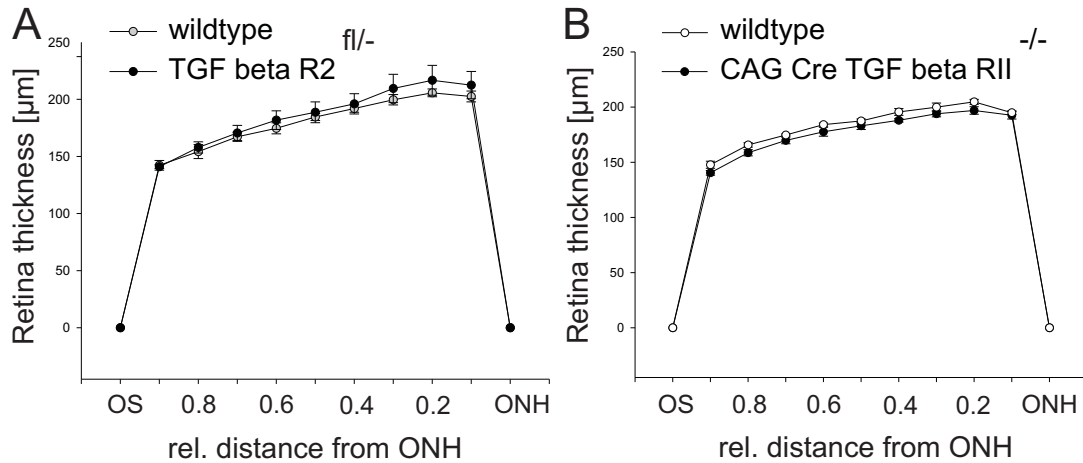 A
wildtype
TGF beta R2 fl/-
Retina thickness [µm]
250
200
150
100
50
0
OS 0.8 0.6 0.4 0.2 ONH
rel. distance from ONH
B
wildtype
CAG Cre TGF beta RII -/-
Retina thickness [µm]
250
200
150
100
50
0
OS 0.8 0.6 0.4 0.2 ONH
rel. distance from ONH